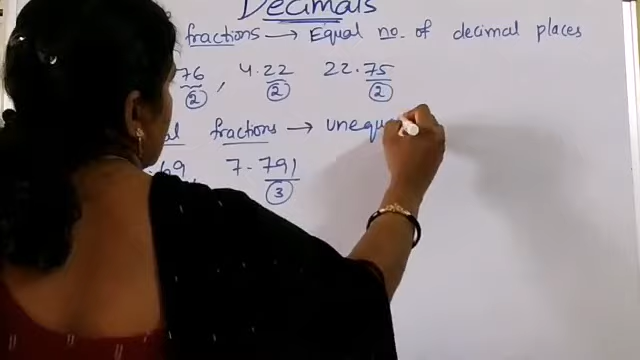 Decimals
fractions → Equal no. of decimal places
76, 4.22 22.75
2 2 2
fractions → unequ
.69, 7.791
3